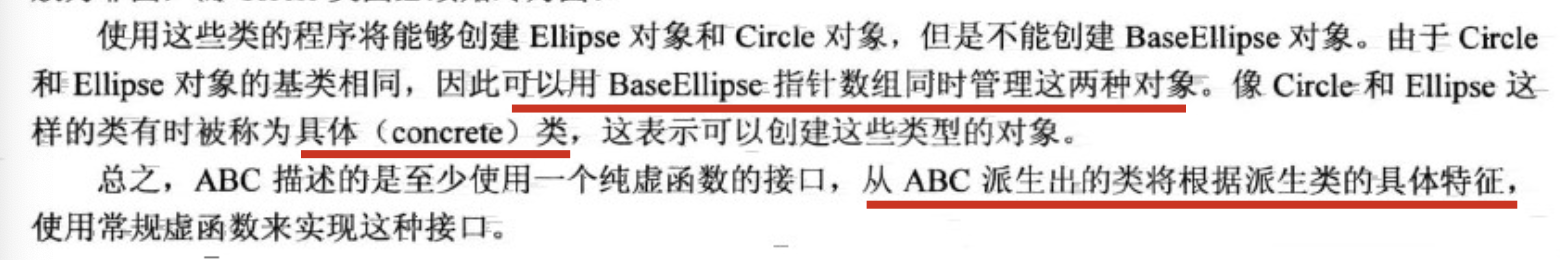 使用这些类的程序将能够创建 Ellipse 对象和 Circle 对象，但是不能创建 BaseEllipse 对象。由于 Circle
和 Ellipse 对象的基类相同，因此可以用 BaseEllipse 指针数组同时管理这两种对象。像 Circle 和 Ellipse 这
样的类有时被称为具体（concrete）类，这表示可以创建这些类型的对象。
总之，ABC 描述的是至少使用一个纯虚函数的接口，从 ABC 派生出的类将根据派生类的具体特征，
使用常规虚函数来实现这种接口。